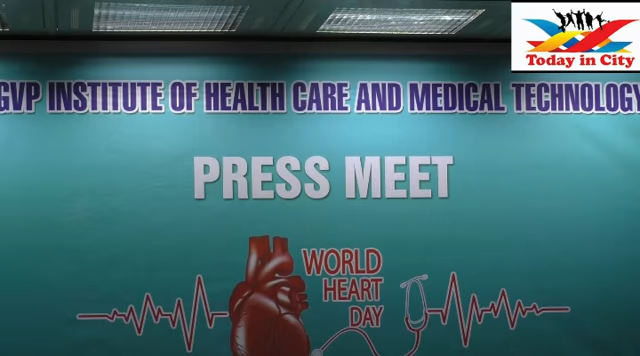 Today in City
GVP INSTITUTE OF HEALTH CARE AND MEDICAL TECHNOLOGY
PRESS MEET
WORLD
HEART
DAY